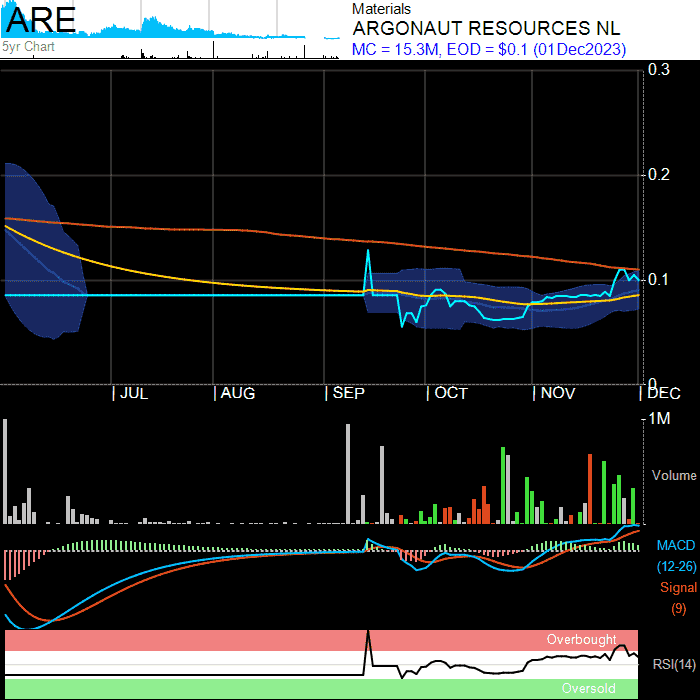 ARE
5yr Chart
Materials
ARGONAUT RESOURCES NL
MC = 15.3M, EOD = $0.1 (01Dec2023)
0.3
0.2
0.1
0
JUL
AUG
SEP
OCT
NOV
DEC
1M
Volume
MACD
(12-26)
Signal
(9)
Overbought
RSI(14)
Oversold